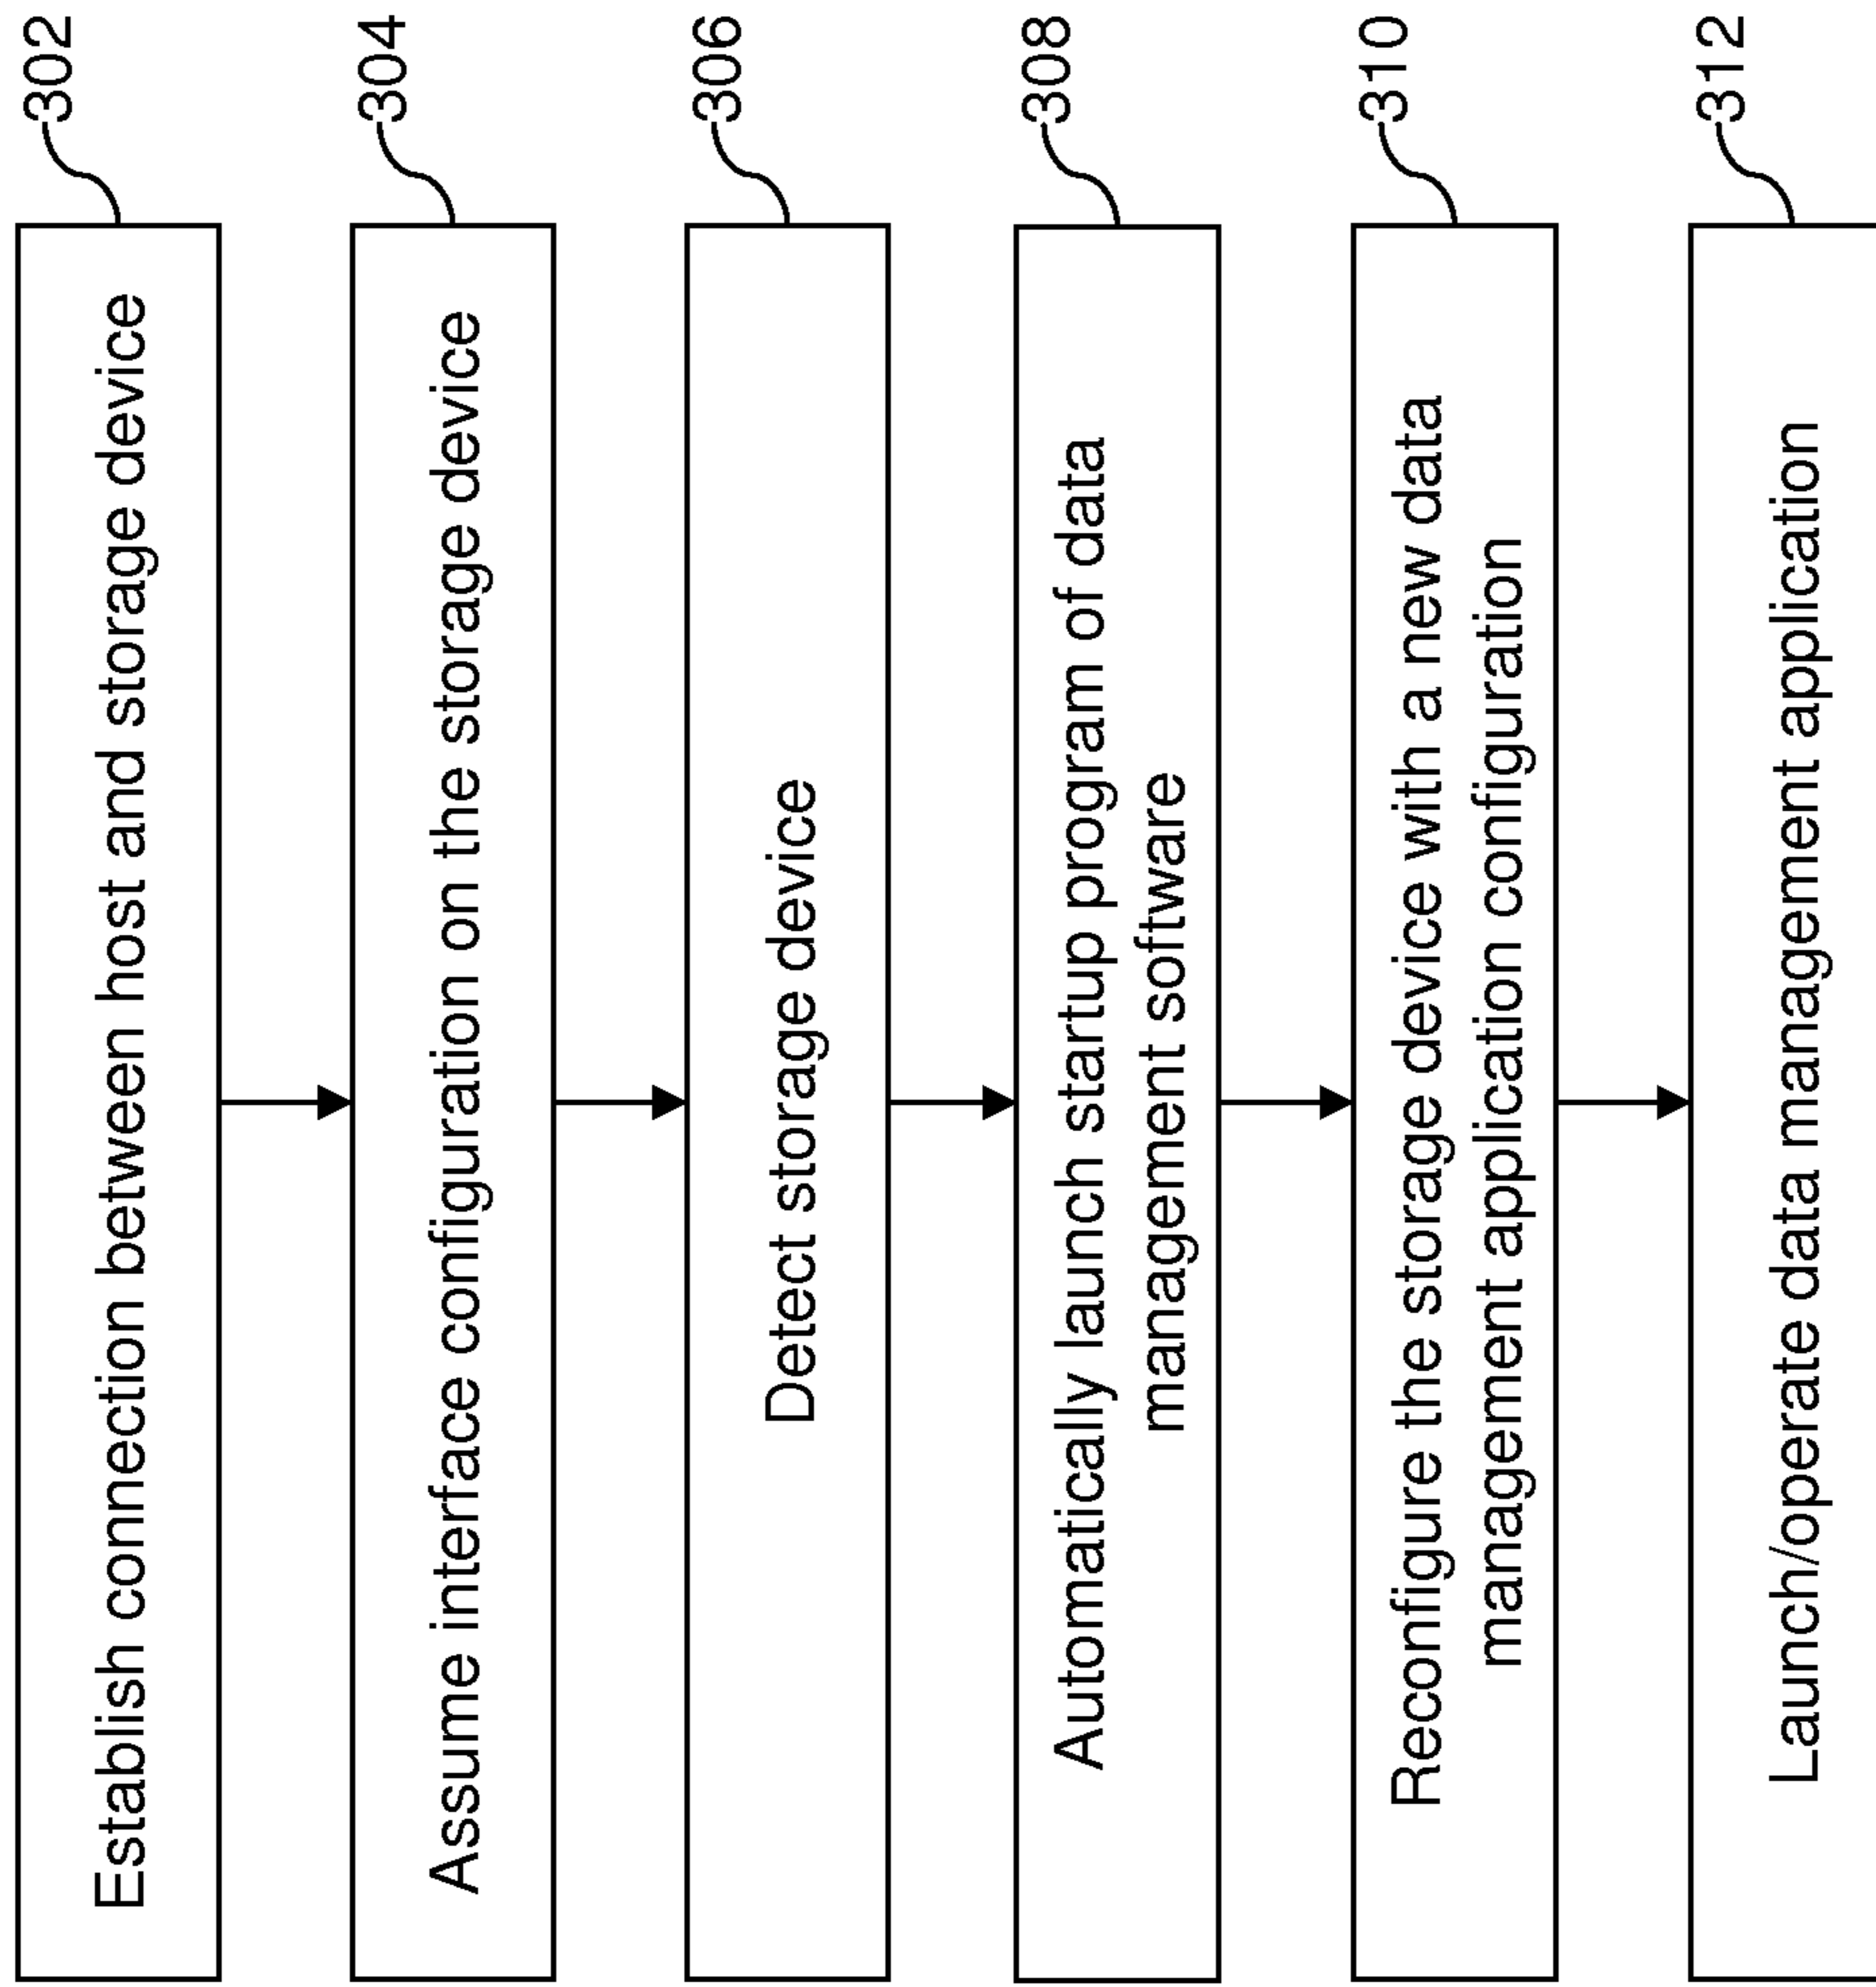 Establish connection between host and storage device
302
Assume interface configuration on the storage device
304
Detect storage device
306
Automatically launch startup program of data
management software
308
Reconfigure the storage device with a new data
management application configuration
310
Launch/operate data management application
312